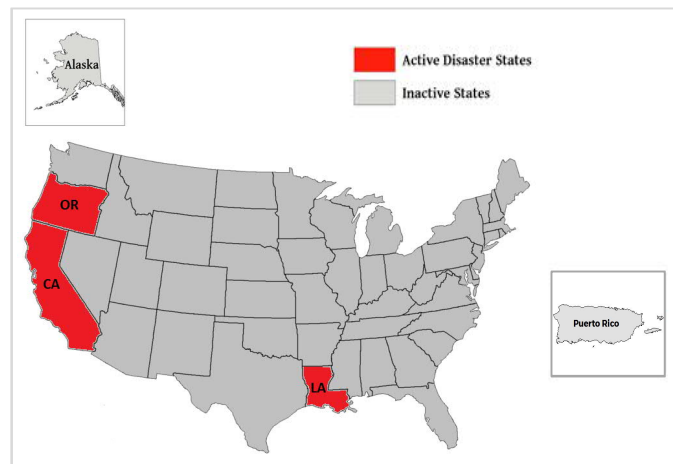 Alaska
Active Disaster States
Inactive States
OR
CA
LA
Puerto Rico